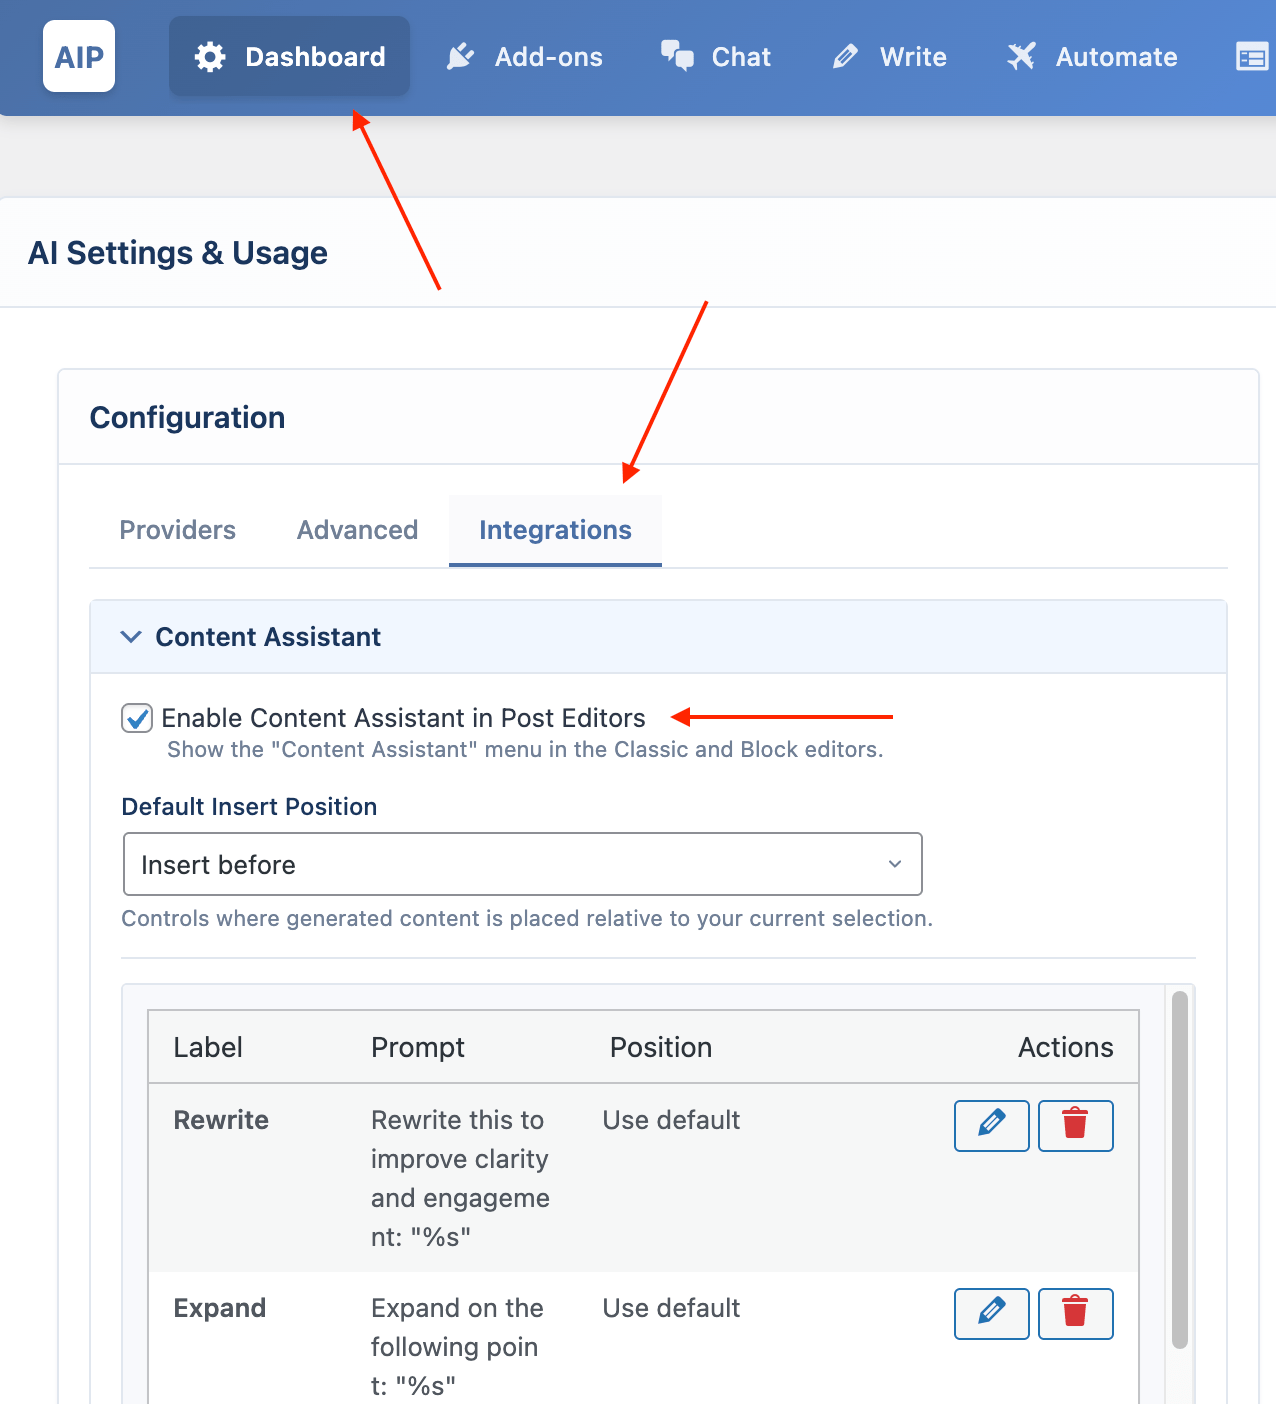 AIP
Dashboard
Add-ons
Chat
Write
Automate
AI Settings & Usage
Configuration
Providers
Advanced
Integrations
Content Assistant
Enable Content Assistant in Post Editors
Show the "Content Assistant" menu in the Classic and Block editors.
Default Insert Position
Insert before
Controls where generated content is placed relative to your current selection.
Label Prompt Position Actions
Rewrite
Rewrite this to
improve clarity
and engageme
nt: "%s"
Use default
Expand
Expand on the
following poin
t: "%s"
Use default